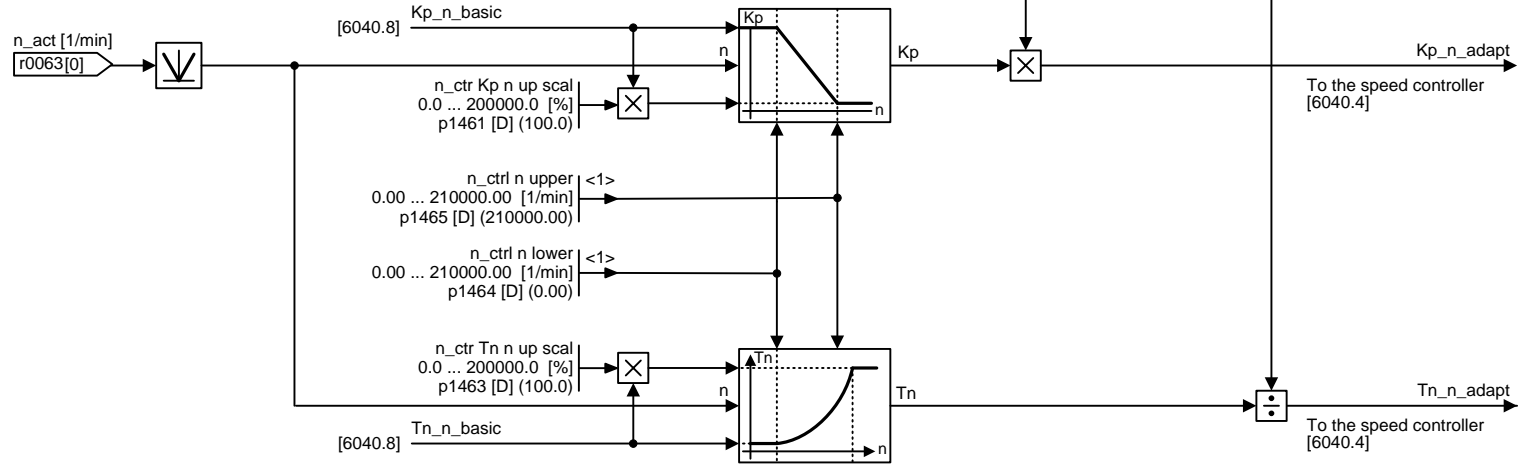 Kp_n_basic
[6040.8]
n_act [1/min]
r0063[0]
Kp
n
n
Kp
Kp_n_adapt
To the speed controller
[6040.4]
n_ctr Kp n up scal
0.0 ... 200000.0 [%]
p1461 [D] (100.0)
n_ctrl n upper
<1>
0.00 ... 210000.00 [1/min]
p1465 [D] (210000.00)
n_ctrl n lower
<1>
0.00 ... 210000.00 [1/min]
p1464 [D] (0.00)
n_ctr Tn n up scal
0.0 ... 200000.0 [%]
p1463 [D] (100.0)
Tn
n
n
Tn
Tn_n_adapt
To the speed controller
[6040.4]
Tn_n_basic
[6040.8]